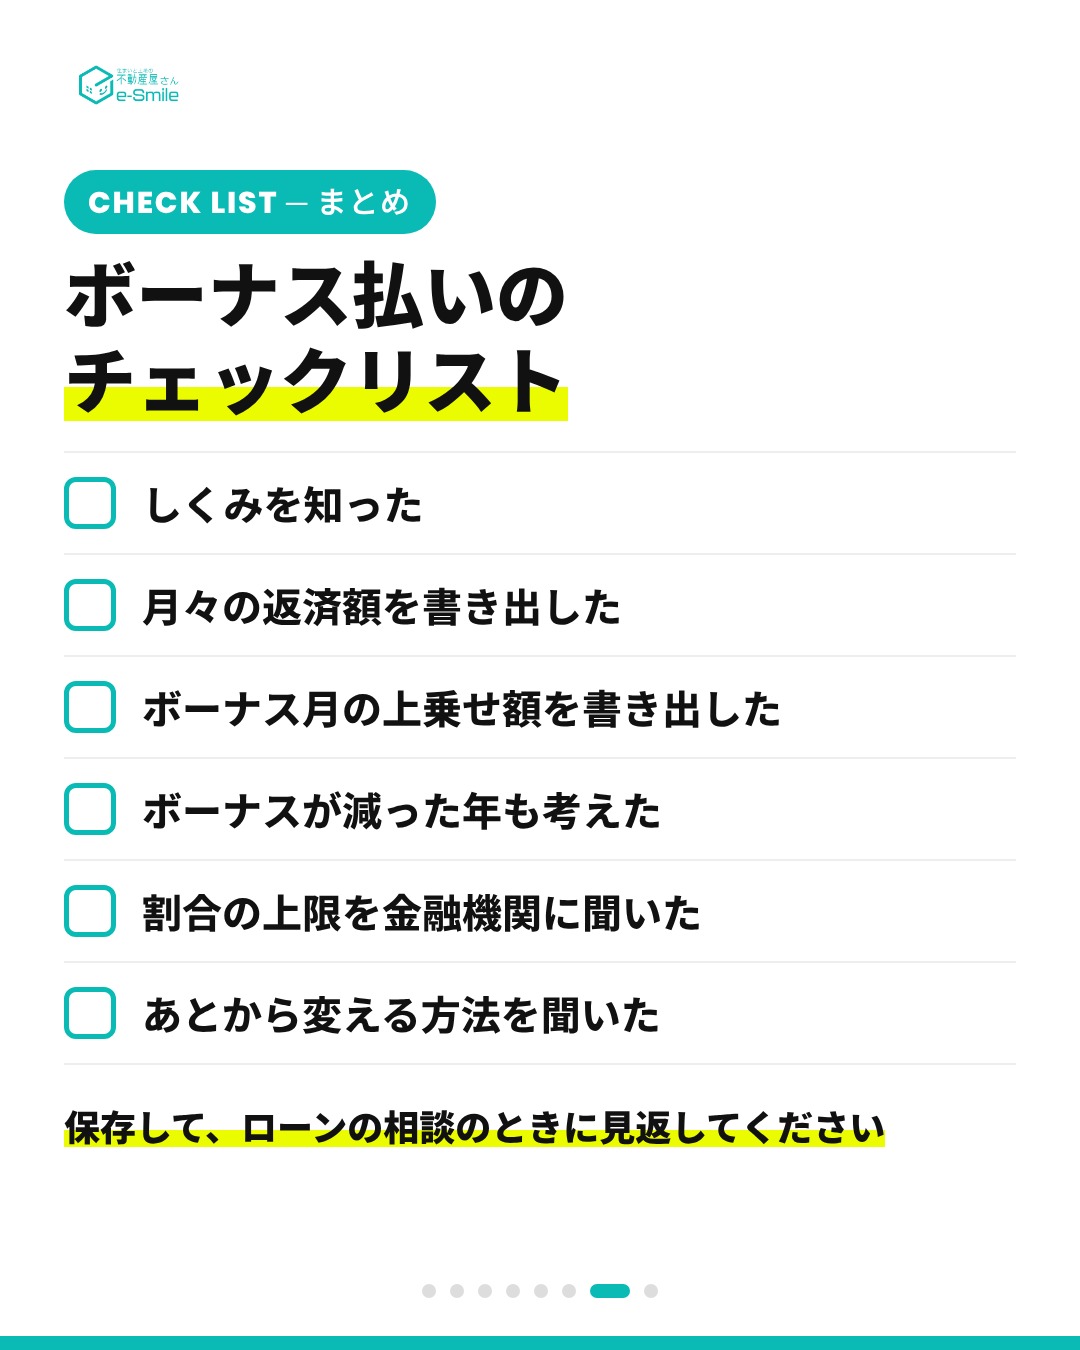 不動産屋さん
e-Smile
CHECK LIST — まとめ
ボーナス払いの
チェックリスト
しくみを知った
月々の返済額を書き出した
ボーナス月の上乗せ額を書き出した
ボーナスが減った年も考えた
割合の上限を金融機関に聞いた
あとから変える方法を聞いた
保存して、ローンの相談のときに見返してください